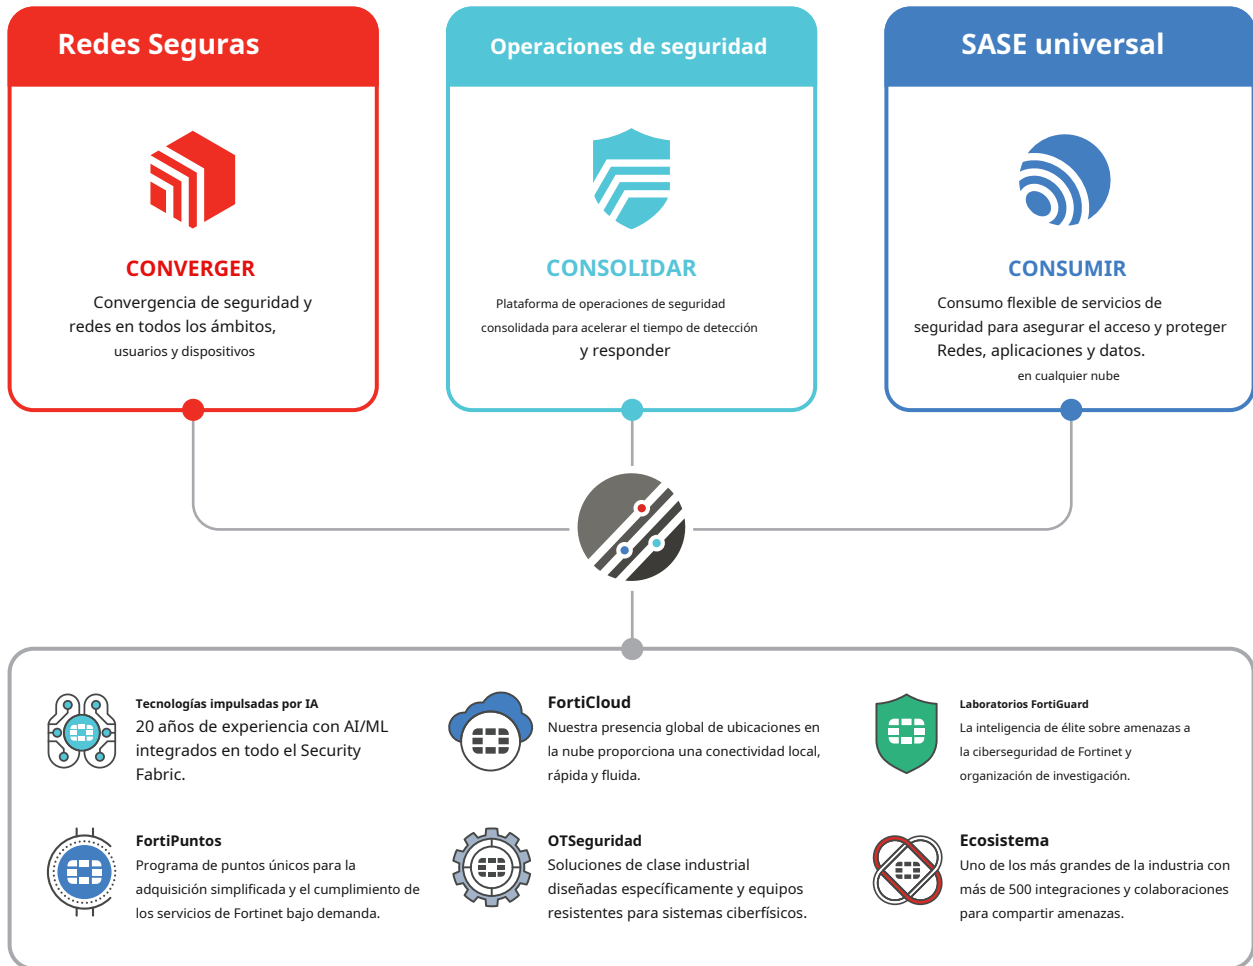 Redes Seguras
CONVERGER
Convergencia de seguridad y
redes en todos los ámbitos,
usuarios y dispositivos
Operaciones de seguridad
CONSOLIDAR
Plataforma de operaciones de seguridad
consolidada para acelerar el tiempo de detección
y responder
SASE universal
CONSUMIR
Consumo flexible de servicios de
seguridad para asegurar el acceso y proteger
Redes, aplicaciones y datos.
en cualquier nube
Tecnologías impulsadas por IA
20 años de experiencia con AI/ML
integrados en todo el Security
Fabric.
FortiCloud
Nuestra presencia global de ubicaciones en
la nube proporciona una conectividad local,
rápida y fluida.
Laboratorios FortiGuard
La inteligencia de élite sobre amenazas a
la ciberseguridad de Fortinet y
organización de investigación.
FortiPuntos
Programa de puntos únicos para la
adquisición simplificada y el cumplimiento de
los servicios de Fortinet bajo demanda.
OTSeguridad
Soluciones de clase industrial
diseñadas específicamente y equipos
resistentes para sistemas ciberfísicos.
Ecosistema
Uno de los más grandes de la industria con
más de 500 integraciones y colaboraciones
para compartir amenazas.